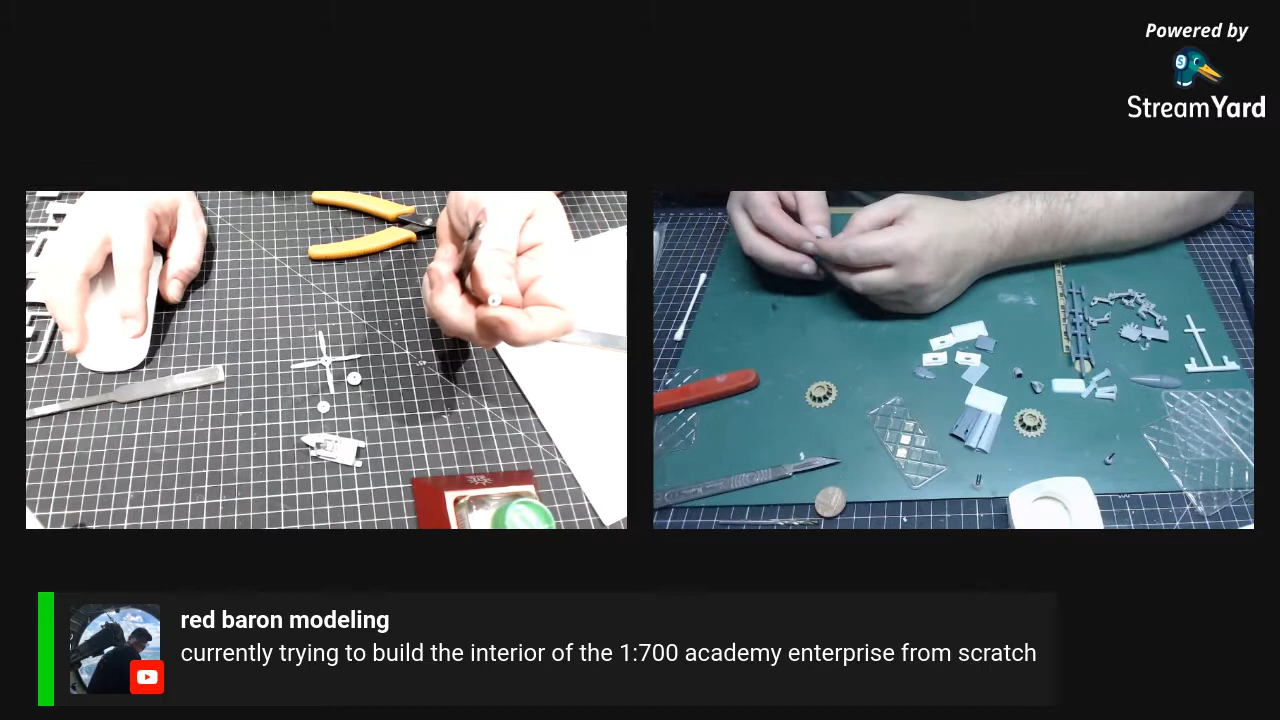 Powered by
StreamYard
red baron modeling
currently trying to build the interior of the 1:700 academy enterprise from scratch